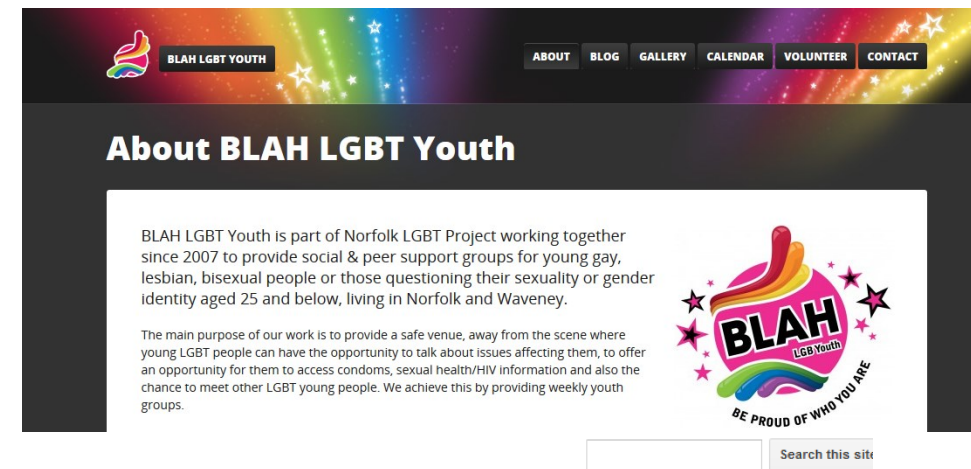 BLAH LGBT YOUTH
ABOUT BLOG GALLERY CALENDAR VOLUNTEER CONTACT
About BLAH LGBT Youth
BLAH LGBT Youth is part of Norfolk LGBT Project working together
since 2007 to provide social & peer support groups for young gay,
lesbian, bisexual people or those questioning their sexuality or gender
identity aged 25 and below, living in Norfolk and Waveney.
The main purpose of our work is to provide a safe venue, away from the scene where
young LGBT people can have the opportunity to talk about issues affecting them, to offer
an opportunity for them to access condoms, sexual health/HIV information and also the
chance to meet other LGBT young people. We achieve this by providing weekly youth
groups.
BLAH
LGB Youth
BE PROUD OF WHO YOU ARE
Search this site